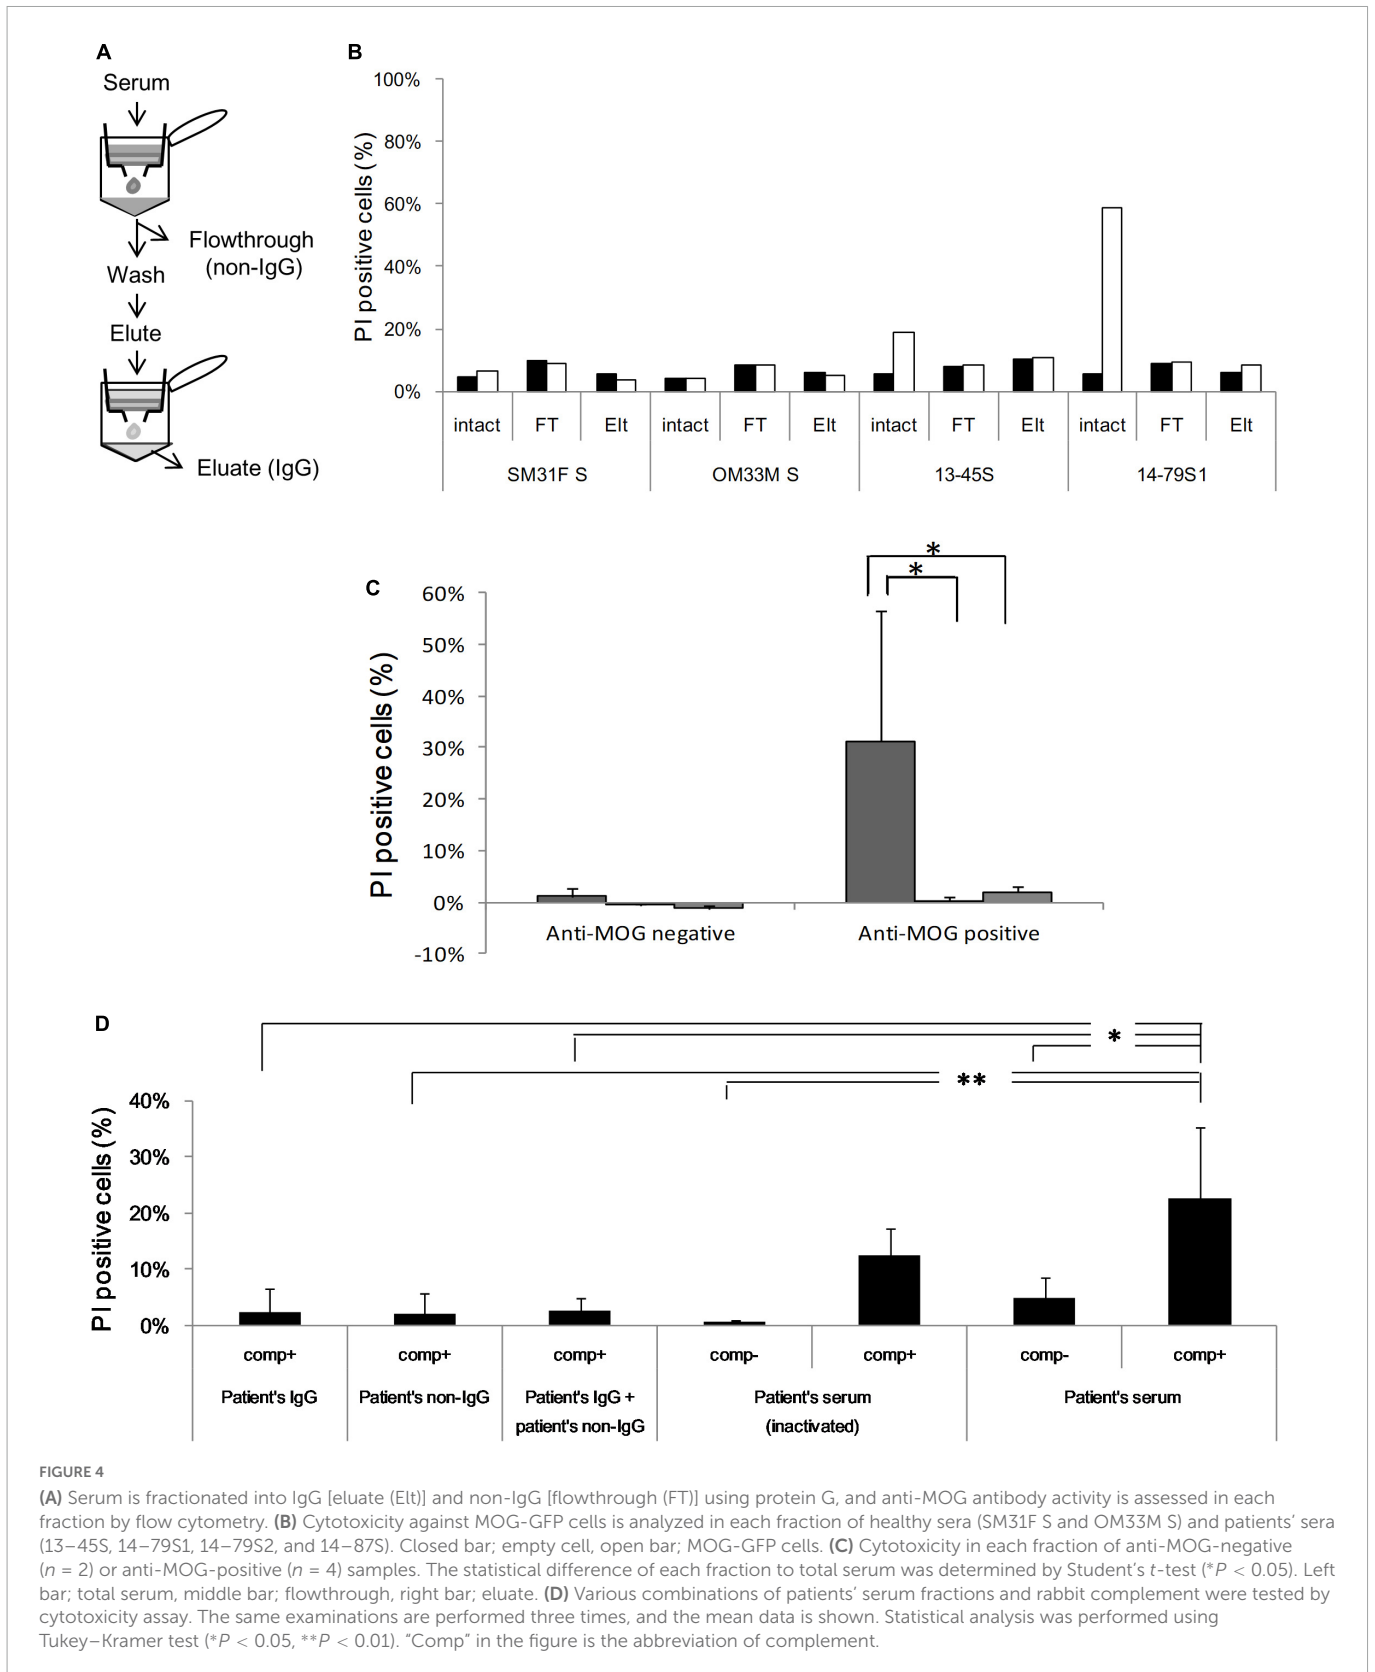 A
Serum
Flowthrough
(non-IgG)
Wash
Elute
Eluate (IgG)
B
PI positive cells (%)
100%
80%
60%
40%
20%
0%
intact FT Elt intact FT Elt intact FT Elt intact FT Elt
SM31F S OM33M S 13-45S 14-79S1
C
PI positive cells (%)
60%
50%
40%
30%
20%
10%
0%
-10%
* 
*
Anti-MOG negative Anti-MOG positive
D
PI positive cells (%)
*
**
40%
30%
20%
10%
0%
comp+ comp+ comp+ comp- comp+ comp- comp+
Patient's IgG Patient's non-IgG Patient's IgG + Patient's serum Patient's serum
patient's non-IgG (inactivated)
FIGURE 4
(A) Serum is fractionated into IgG [eluate (Elt)] and non-IgG [flowthrough (FT)] using protein G, and anti-MOG antibody activity is assessed in each
fraction by flow cytometry. (B) Cytotoxicity against MOG-GFP cells is analyzed in each fraction of healthy sera (SM31F S and OM33M S) and patients’ sera
(13–45S, 14–79S1, 14–79S2, and 14–87S). Closed bar; empty cell, open bar; MOG-GFP cells. (C) Cytotoxicity in each fraction of anti-MOG-negative
(n = 2) or anti-MOG-positive (n = 4) samples. The statistical difference of each fraction to total serum was determined by Student’s t-test (*P < 0.05). Left
bar; total serum, middle bar; flowthrough, right bar; eluate. (D) Various combinations of patients’ serum fractions and rabbit complement were tested by
cytotoxicity assay. The same examinations are performed three times, and the mean data is shown. Statistical analysis was performed using
Tukey–Kramer test (*P < 0.05, **P < 0.01). “Comp” in the figure is the abbreviation of complement.